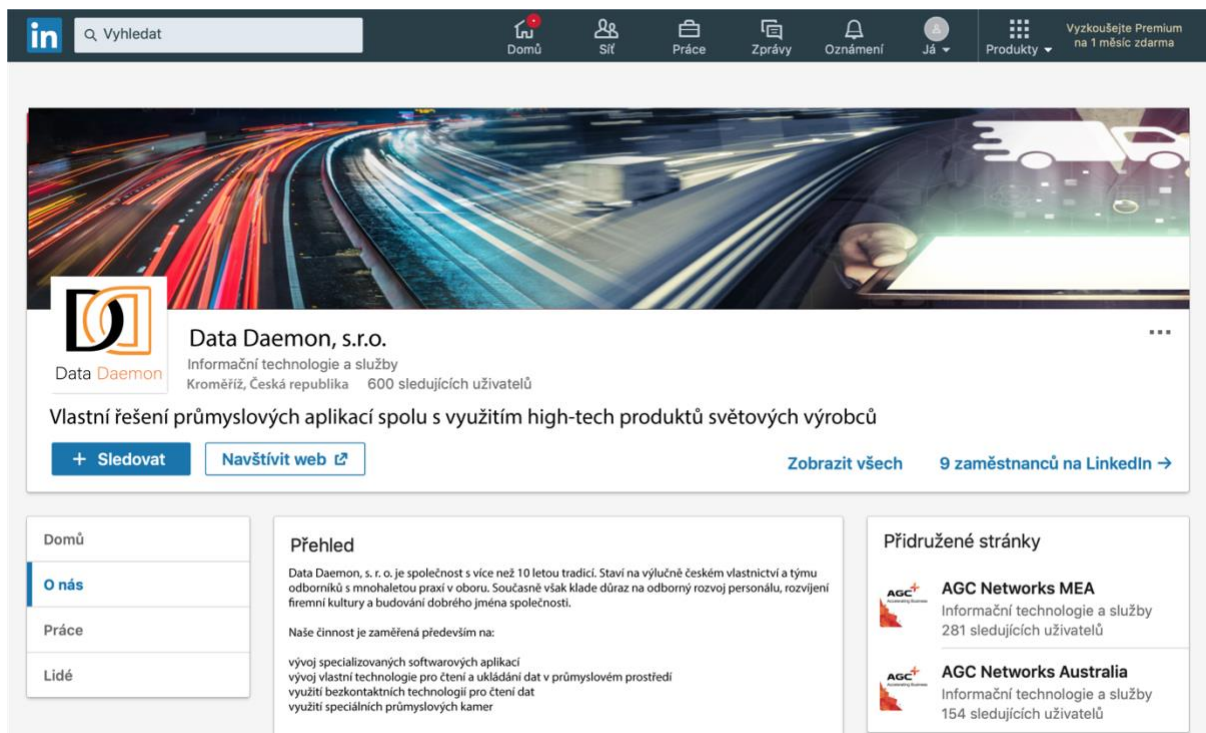 in
Vyhledat
Domů
Síť
Práce
Zprávy
Oznámení
Já
Produkty
Vyzkoušejte Premium
na 1 měsíc zdarma
Data Daemon
Data Daemon, s.r.o.
Informační technologie a služby
Kroměříž, Česká republika 600 sledujících uživatelů
Vlastní řešení průmyslových aplikací spolu s využitím high-tech produktů světových výrobců
+ Sledovat
Navštívit web
Zobrazit všech
9 zaměstnanců na LinkedIn →
Domů
O nás
Práce
Lidé
Přehled
Data Daemon, s. r. o. je společnost s více než 10 letou tradicí. Staví na výlučně českém vlastnictví a týmu
odborníků s mnohaletou praxí v oboru. Současně však klade důraz na odborný rozvoj personálu, rozvíjení
firemní kultury a budování dobrého jména společnosti.
Naše činnost je zaměřená především na:
vývoj specializovaných softwarových aplikací
vývoj vlastní technologie pro čtení a ukládání dat v průmyslovém prostředí
využití bezkontaktních technologií pro čtení dat
využití speciálních průmyslových kamer
Přidružené stránky
AGC
AGC Networks MEA
Informační technologie a služby
281 sledujících uživatelů
AGC
AGC Networks Australia
Informační technologie a služby
154 sledujících uživatelů